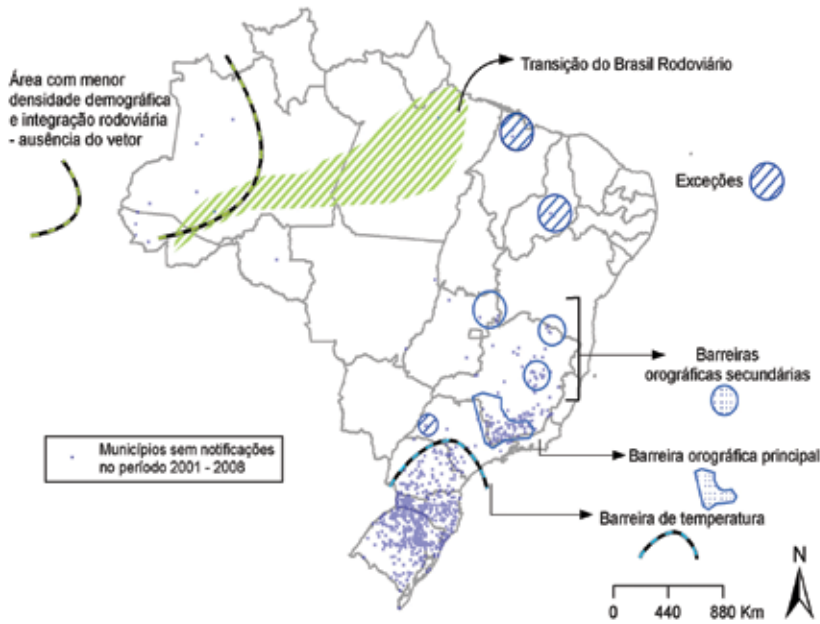 Área com menor
densidade demográfica
e integração rodoviária
- ausência do vetor
Transição do Brasil Rodoviário
Exceções
Barreiras
orográficas secundárias
Municípios sem notificações
no período 2001 - 2008
Barreira orográfica principal
Barreira de temperatura
N
0 440 880 Km